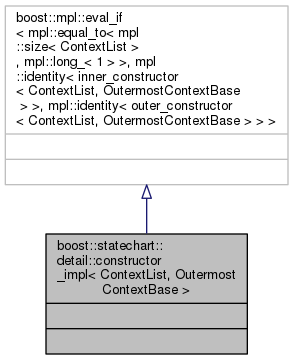 boost::mpl::eval_if
< mpl::equal_to< mpl
::size< ContextList >
, mpl::long_< 1 > >, mpl
::identity< inner_constructor
< ContextList, OutermostContextBase
> >, mpl::identity< outer_constructor
< ContextList, OutermostContextBase > > >
boost::statechart::
detail::constructor
_impl< ContextList, Outermost
ContextBase >